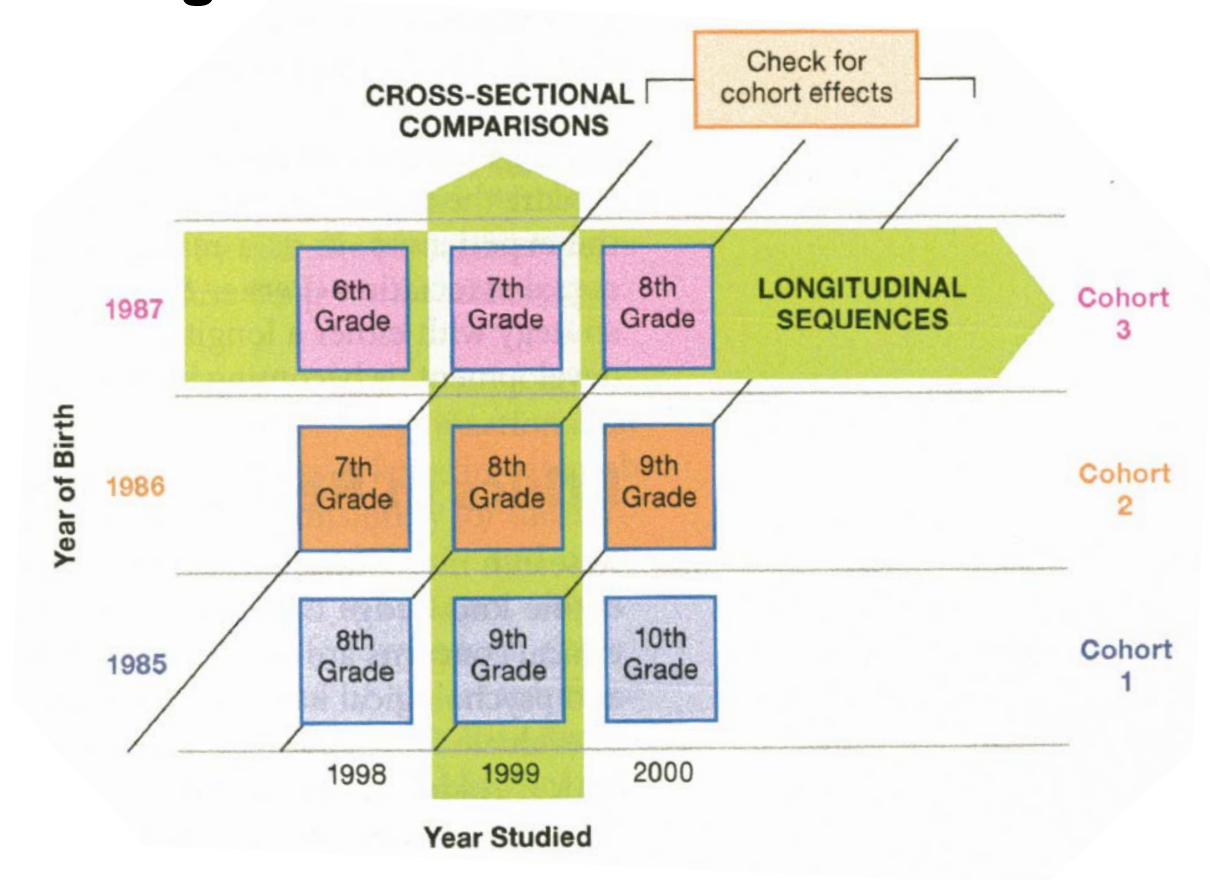 Check for
cohort effects
CROSS-SECTIONAL
COMPARISONS
1987
6th
Grade
7th
Grade
8th
Grade
LONGITUDINAL
SEQUENCES
Cohort
3
Year of Birth
1986
7th
Grade
8th
Grade
9th
Grade
Cohort
2
1985
8th
Grade
9th
Grade
10th
Grade
Cohort
1
1998
1999
2000
Year Studied